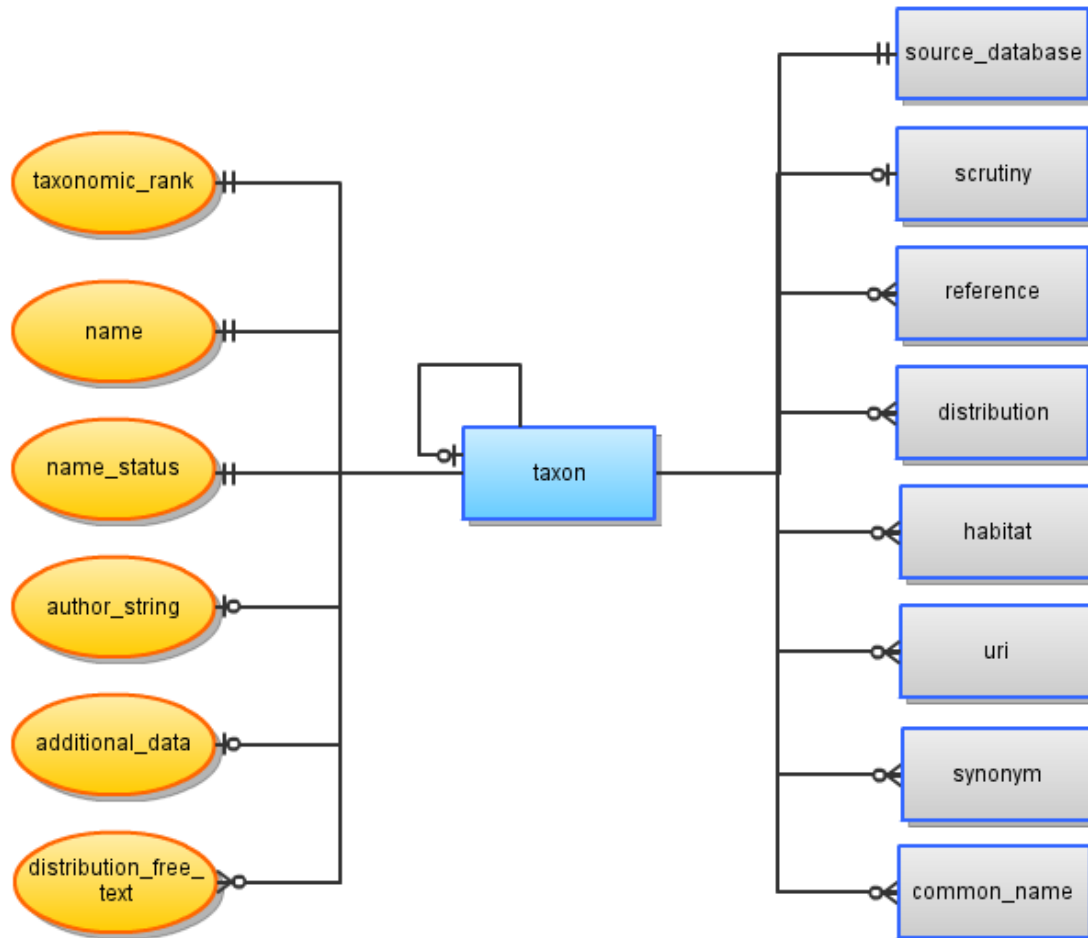 taxonomic_rank
name
name_status
author_string
additional_data
distribution_free_
text
taxon
source_database
scrutiny
reference
distribution
habitat
uri
synonym
common_name